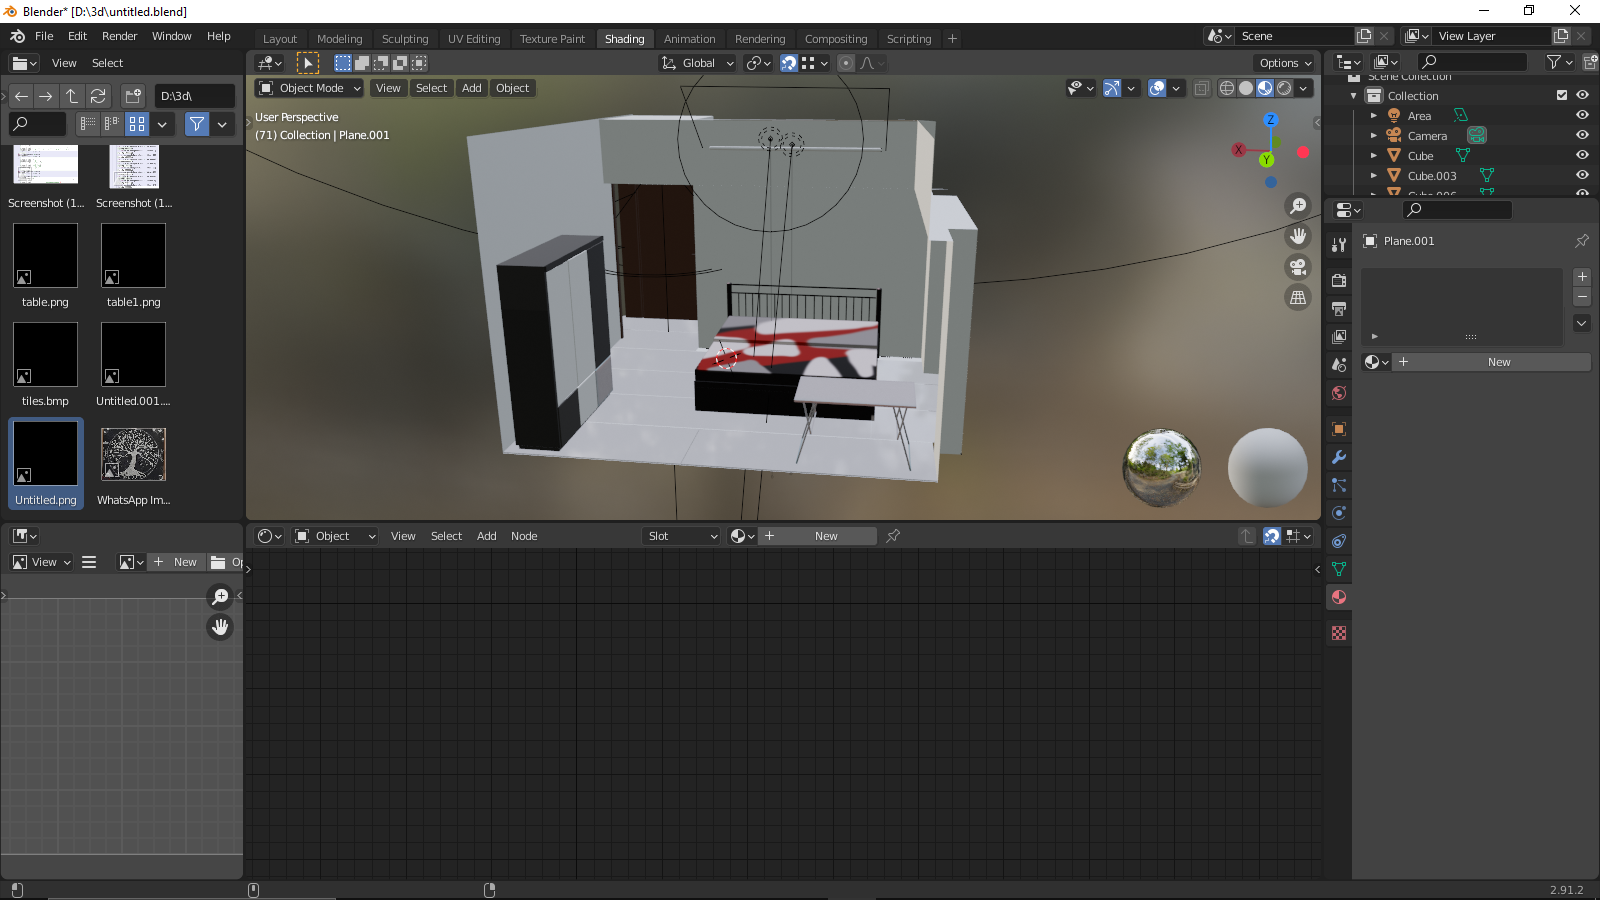 Blender* [D:\3d\untitled.blend]
File Edit Render Window Help
Layout Modeling Sculpting UV Editing Texture Paint Shading Animation Rendering Compositing Scripting
Scene
View Layer
View Select
Global
Options
D:\3d\
Object Mode View Select Add Object
User Perspective
(71) Collection | Plane.001
Z
X
Y
Scene Collection
Collection
Area
Camera
Cube
Cube.003
Cube.006
Screenshot (1... Screenshot (1...
table.png table1.png
tiles.bmp Untitled.001....
Untitled.png WhatsApp Im...
Plane.001
New
Object View Select Add Node
Slot
New
View
New
Op
2.91.2